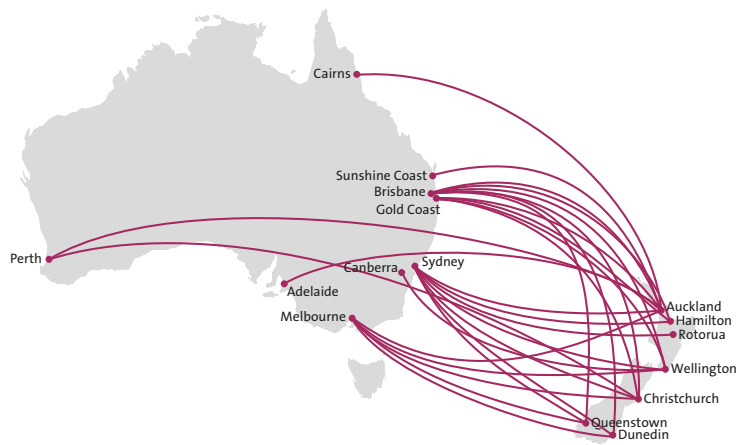 Cairns
Sunshine Coast
Brisbane
Gold Coast
Perth
Canberra
Sydney
Adelaide
Melbourne
Auckland
Hamilton
Rotorua
Wellington
Christchurch
Queenstown
Dunedin